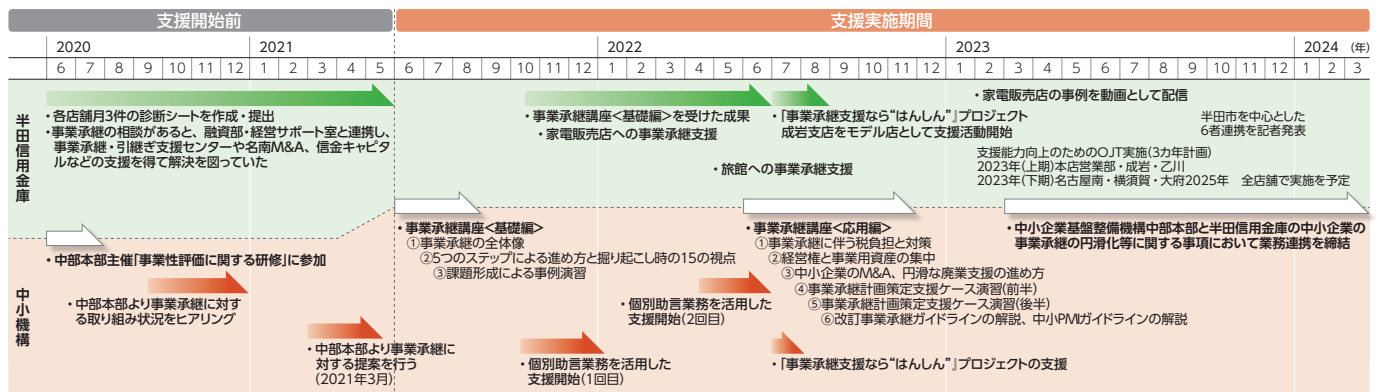 支援開始前
支援実施期間
2020
2021
2022
2023
2024 (年)
6 7 8 9 10 11 12 1 2 3 4 5 6 7 8 9 10 11 12 1 2 3 4 5 6 7 8 9 10 11 12 1 2 3 4 5 6 7 8 9 10 11 12 1 2 3
半田信用金庫
・各店舗月3件の診断シートを作成・提出
・事業承継の相談があると、融資部・経営サポート室と連携し、
事業承継・引継ぎ支援センターや名南M&A、信金キャピタ
ルなどの支援を得て解決を図っていた
・事業承継講座<基礎編>を受けた成果
・家電販売店への事業承継支援
・旅館への事業承継支援
・「事業承継支援なら“はんしん”』プロジェクト
成岩支店をモデル店として支援活動開始
・家電販売店の事例を動画として配信
半田市を中心とした
6者連携を記者発表
支援能力向上のためのOJT実施(3カ年計画)
2023年(上期)本店営業部・成岩・乙川
2023年(下期)名古屋南・横須賀・大府2025年　全店舗で実施を予定
中小機構
・中部本部主催「事業性評価に関する研修」に参加
・中部本部より事業承継に対す
る取り組み状況をヒアリング
・中部本部より事業承継に
対する提案を行う
(2021年3月)
・事業承継講座<基礎編>
①事業承継の全体像
②5つのステップによる進め方と掘り起こし時の15の視点
③課題形成による事例演習
・個別助言業務を活用した
支援開始(1回目)
・個別助言業務を活用した
支援開始(2回目)
・事業承継講座<応用編>
①事業承継に伴う税負担と対策
②経営権と事業用資産の集中
③中小企業のM&A、円滑な廃業支援の進め方
④事業承継計画策定支援ケース演習(前半)
⑤事業承継計画策定支援ケース演習(後半)
⑥改訂事業承継ガイドラインの解説、中小PMIガイドラインの解説
・「事業承継支援なら“はんしん”』プロジェクトの支援
・中小企業基盤整備機構中部本部と半田信用金庫の中小企業の
事業承継の円滑化等に関する事項において業務連携を締結